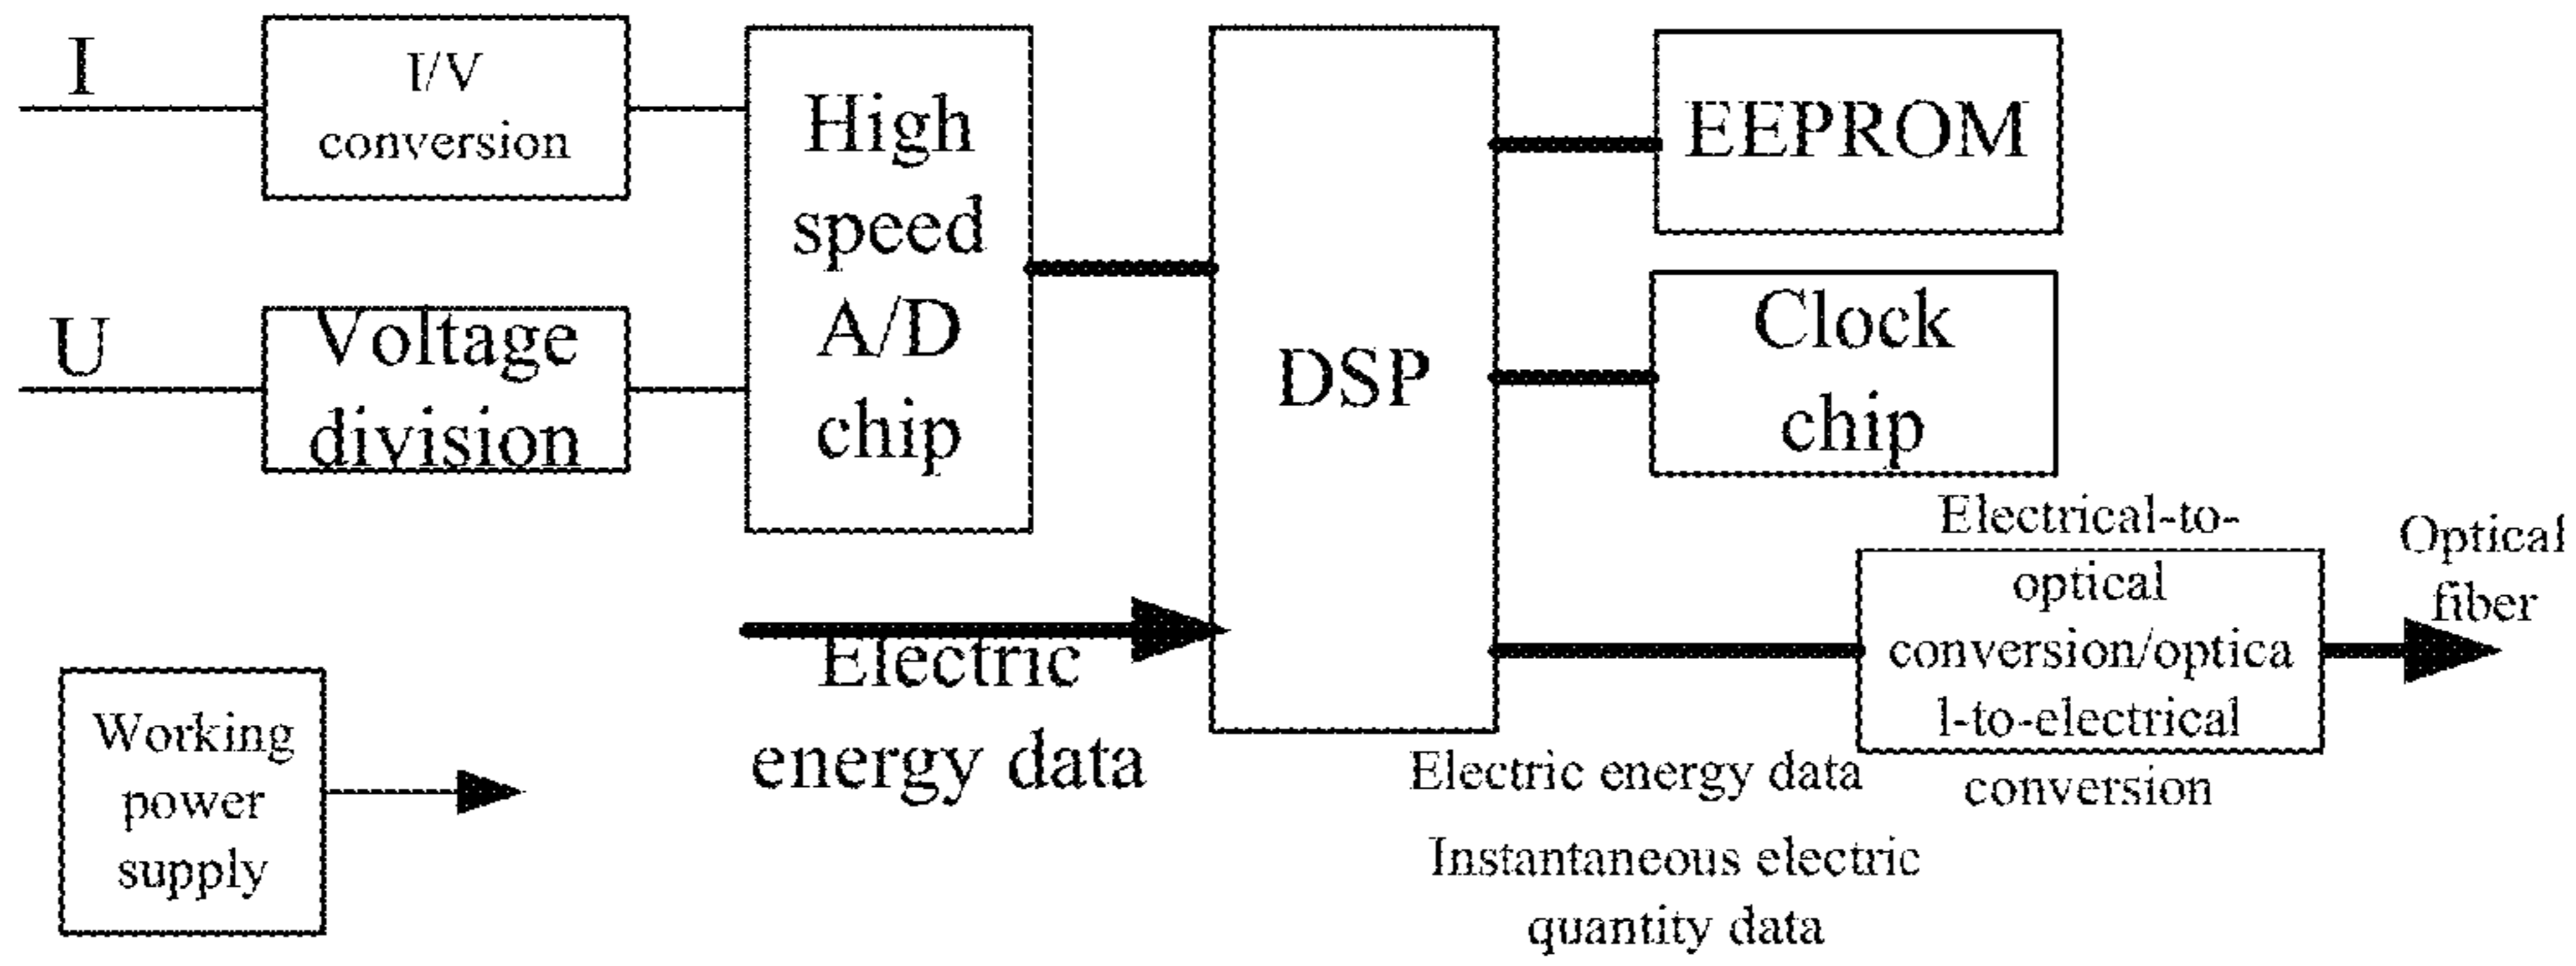 I
I/V
conversion
U
Voltage
division
High
speed
A/D
chip
DSP
EEPROM
Clock
chip
Electrical-to-
optical
conversion/optica
l-to-electrical
conversion
Optical
fiber
Electric
energy data
Electric energy data
Instantaneous electric
quantity data
Working
power
supply